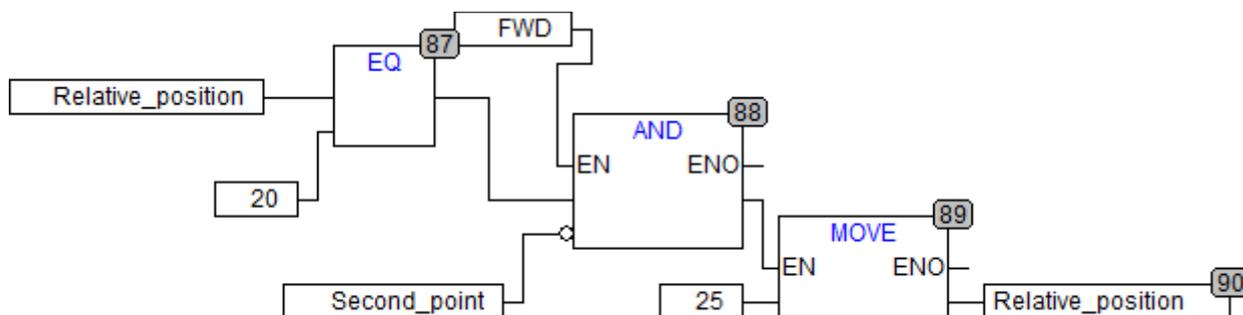 FWD
87
EQ
Relative_position
20
88
AND
EN ENO
Second_point
89
MOVE
EN ENO
25
90
Relative_position